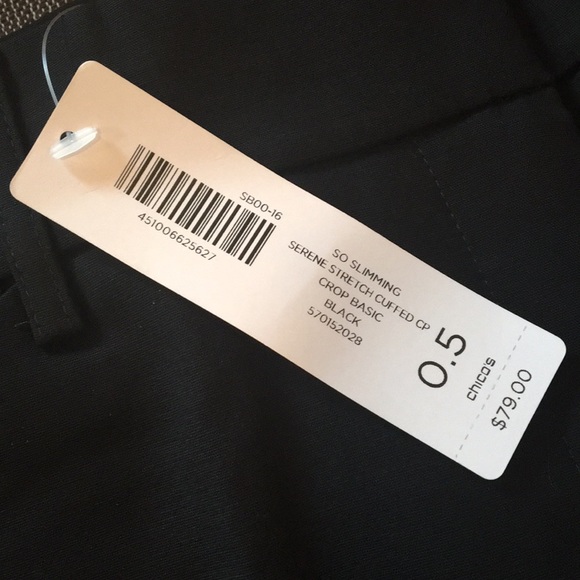 SB00-16
451006625627
SO SLIMMING
SERENE STRETCH CUFFED CP
CROP BASIC
BLACK
570152028
0.5
chico's
$79.00